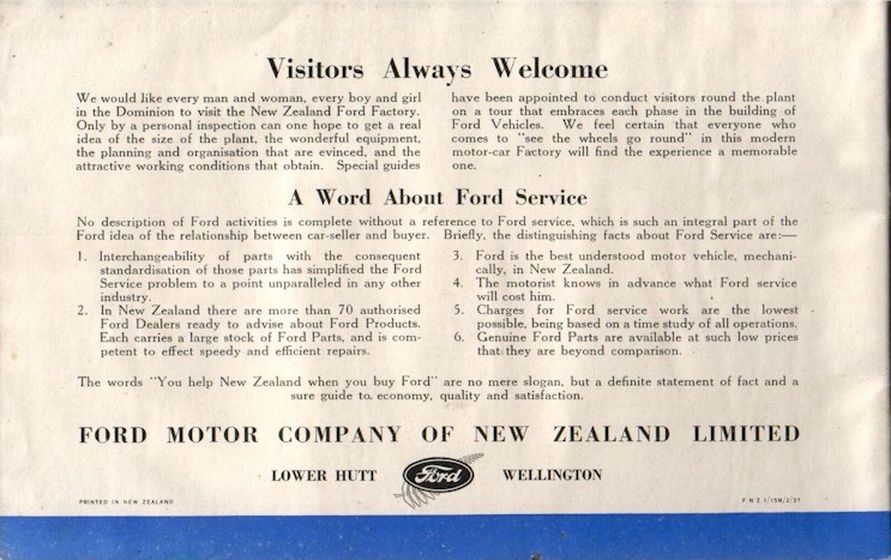 Visitors Always Welcome
We would like every man and woman, every boy and girl
in the Dominion to visit the New Zealand Ford Factory.
Only by a personal inspection can one hope to get a real
idea of the size of the plant, the wonderful equipment,
the planning and organisation that are evinced, and the
attractive working conditions that obtain. Special guides
have been appointed to conduct visitors round the plant
on a tour that embraces each phase in the building of
Ford Vehicles. We feel certain that everyone who
comes to "see the wheels go round" in this modern
motor-car Factory will find the experience a memorable
one.
A Word About Ford Service
No description of Ford activities is complete without a reference to Ford service, which is such an integral part of the
Ford idea of the relationship between car-seller and buyer. Briefly, the distinguishing facts about Ford Service are:—
1. Interchangeability of parts with the consequent
standardisation of those parts has simplified the Ford
Service problem to a point unparalleled in any other
industry.
2. In New Zealand there are more than 70 authorised
Ford Dealers ready to advise about Ford Products.
Each carries a large stock of Ford Parts, and is com-
petent to effect speedy and efficient repairs.
3. Ford is the best understood motor vehicle, mechani-
cally, in New Zealand.
4. The motorist knows in advance what Ford service
will cost him.
5. Charges for Ford service work are the lowest
possible, being based on a time study of all operations.
6. Genuine Ford Parts are available at such low prices
that they are beyond comparison.
The words "You help New Zealand when you buy Ford" are no mere slogan, but a definite statement of fact and a
sure guide to economy, quality and satisfaction.
FORD MOTOR COMPANY OF NEW ZEALAND LIMITED
LOWER HUTT Ford WELLINGTON
PRINTED IN NEW ZEALAND
F.N.Z.1/15M/2/37